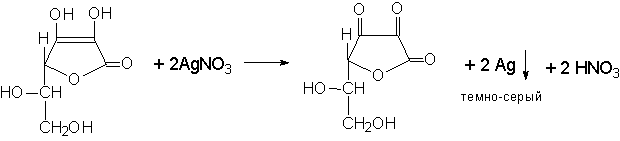 OH OH
H
O
O
HO CH
CH₂OH
+ 2AgNO₃
O O
H
O
O
HO CH
CH₂OH
+ 2 Ag + 2 HNO₃
темно-серый